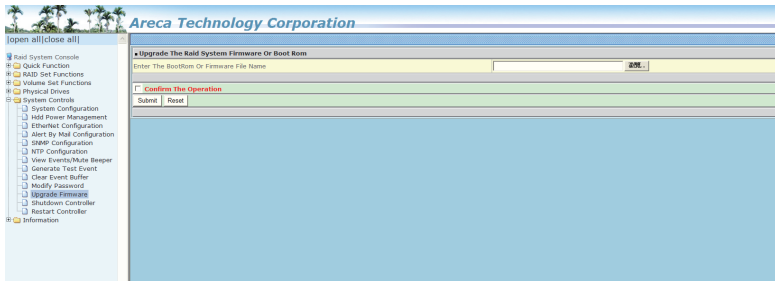 Areca Technology Corporation
|open all|close all|
Raid System Console
Quick Function
RAID Set Functions
Volume Set Functions
Physical Drives
System Controls
System Configuration
Hdd Power Management
EtherNet Configuration
Alert By Mail Configuration
SNMP Configuration
NTP Configuration
View Events/Mute Beeper
Generate Test Event
Clear Event Buffer
Modify Password
Upgrade Firmware
Shutdown Controller
Restart Controller
Information
Upgrade The Raid System Firmware Or Boot Rom
Enter The BootRom Or Firmware File Name
Confirm The Operation
Submit Reset